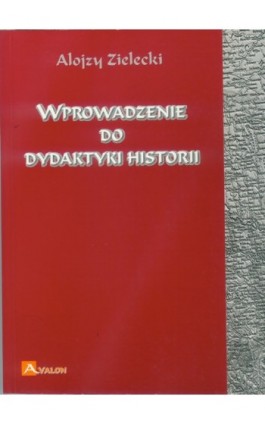 Alojzy Zielecki
WPROWADZENIE
DO
DYDAKTYKI HISTORII
AVALON